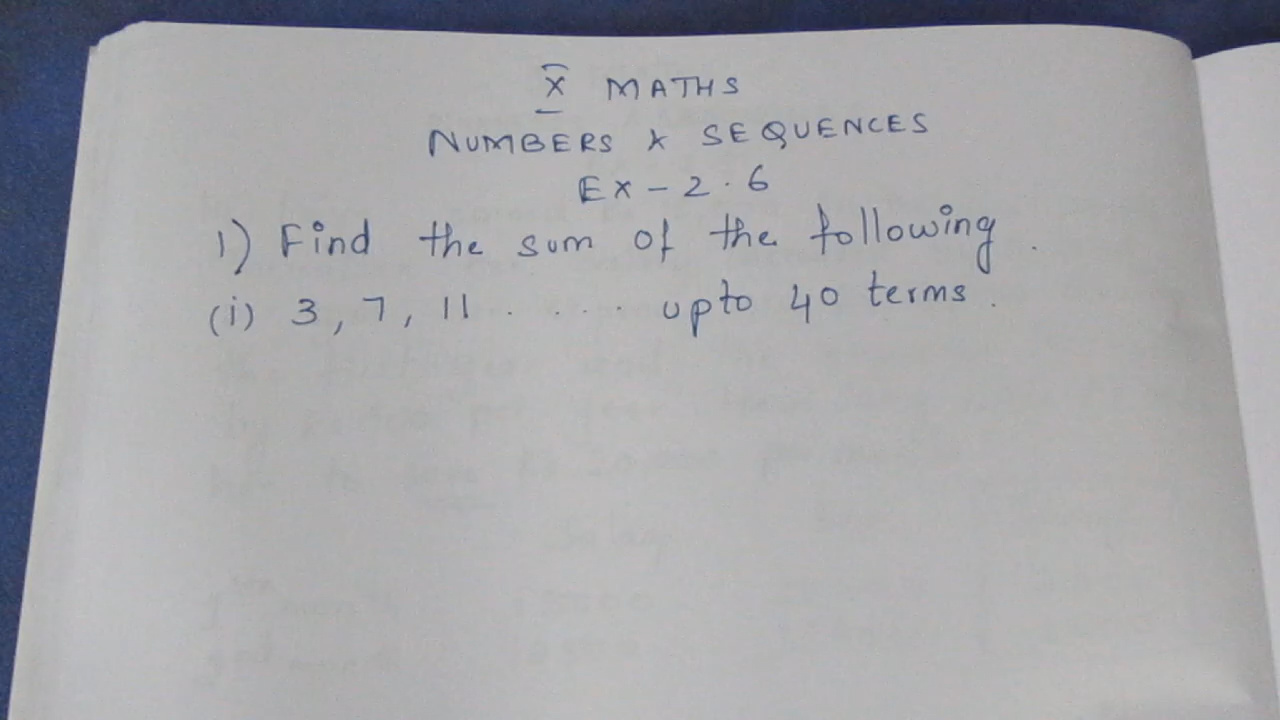 X MATHS
NUMBERS & SEQUENCES
Ex - 2.6
1) Find the sum of the following.
(i) 3, 7, 11 . . . . . upto 40 terms.